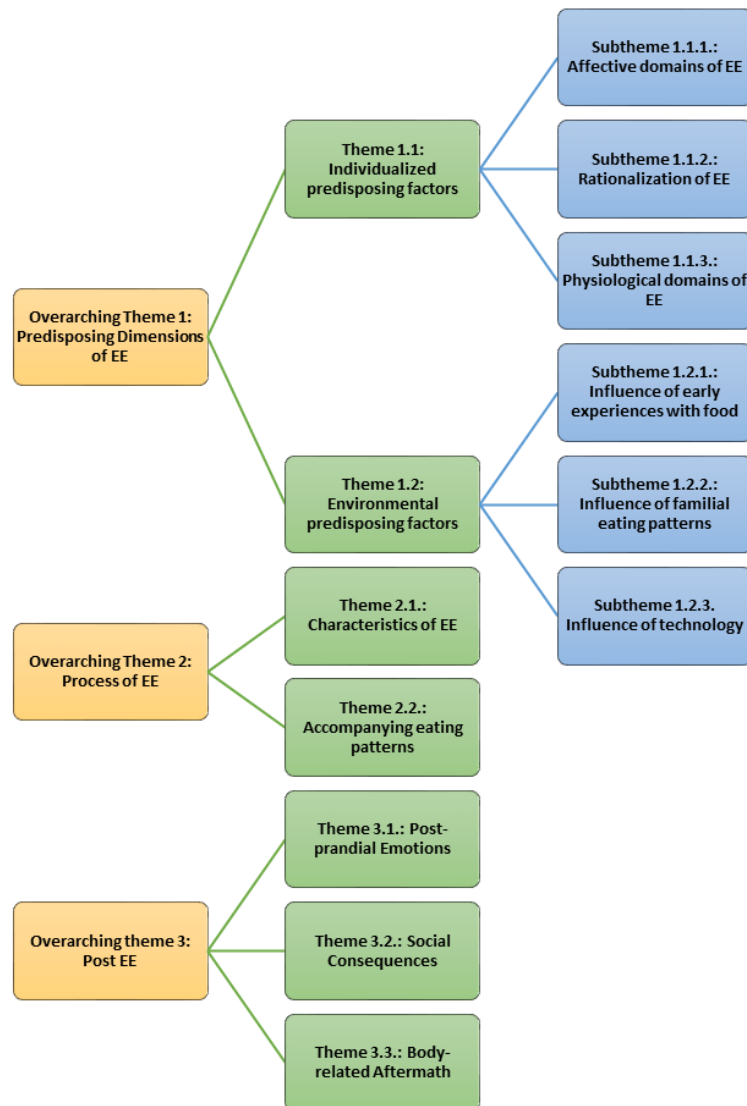 Overarching Theme 1:
Predisposing Dimensions
of EE
Theme 1.1:
Individualized
predisposing factors
Subtheme 1.1.1.:
Affective domains of EE
Subtheme 1.1.2.:
Rationalization of EE
Subtheme 1.1.3.:
Physiological domains of
EE
Theme 1.2:
Environmental
predisposing factors
Subtheme 1.2.1.:
Influence of early
experiences with food
Subtheme 1.2.2.:
Influence of familial
eating patterns
Subtheme 1.2.3.
Influence of technology
Overarching Theme 2:
Process of EE
Theme 2.1.:
Characteristics of EE
Theme 2.2.:
Accompanying eating
patterns
Overarching theme 3:
Post EE
Theme 3.1.: Post-
prandial Emotions
Theme 3.2.: Social
Consequences
Theme 3.3.: Body-
related Aftermath